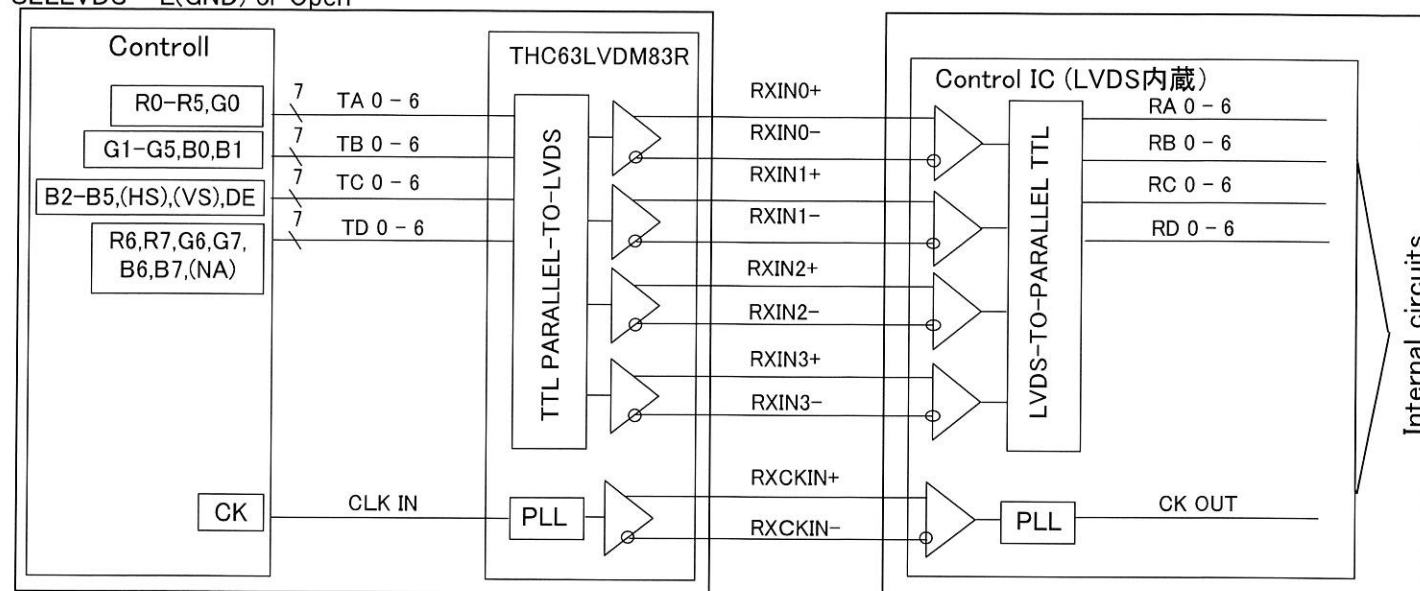 SELLVDS = L(GND) or Open
Controll
R0-R5,G0
G1-G5,B0,B1
B2-B5,(HS),(VS),DE
R6,R7,G6,G7,
B6,B7,(NA)
CK
7
TA 0 - 6
7
TB 0 - 6
7
TC 0 - 6
7
TD 0 - 6
CLK IN
THC63LVDM83R
TTL PARALLEL-TO-LVDS
PLL
RXIN0+
RXIN0-
RXIN1+
RXIN1-
RXIN2+
RXIN2-
RXIN3+
RXIN3-
RXCKIN+
RXCKIN-
Control IC (LVDS内蔵)
LVDS-TO-PARALLEL TTL
PLL
RA 0 - 6
RB 0 - 6
RC 0 - 6
RD 0 - 6
CK OUT
Internal circuits